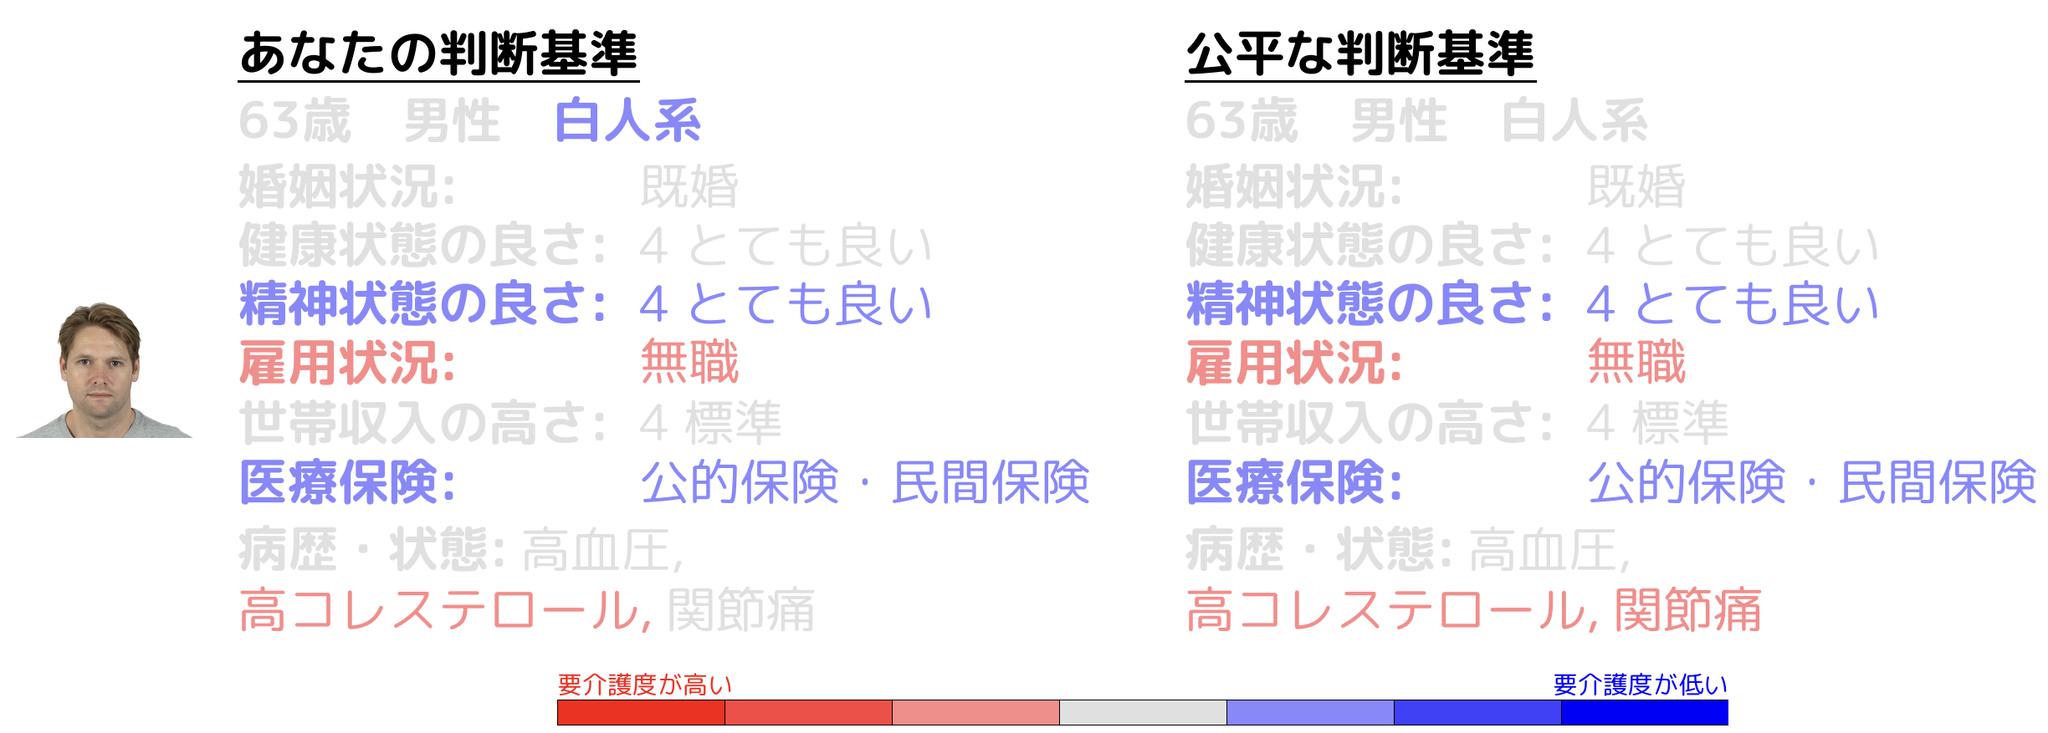 あなたの判断基準
63歳 男性 白人系
婚姻状況: 既婚
健康状態の良さ: 4 とても良い
精神状態の良さ: 4 とても良い
雇用状況: 無職
世帯収入の高さ: 4 標準
医療保険: 公的保険・民間保険
病歴・状態: 高血圧,
高コレステロール, 関節痛
公平な判断基準
63歳 男性 白人系
婚姻状況: 既婚
健康状態の良さ: 4 とても良い
精神状態の良さ: 4 とても良い
雇用状況: 無職
世帯収入の高さ: 4 標準
医療保険: 公的保険・民間保険
病歴・状態: 高血圧,
高コレステロール, 関節痛
要介護度が高い
要介護度が低い